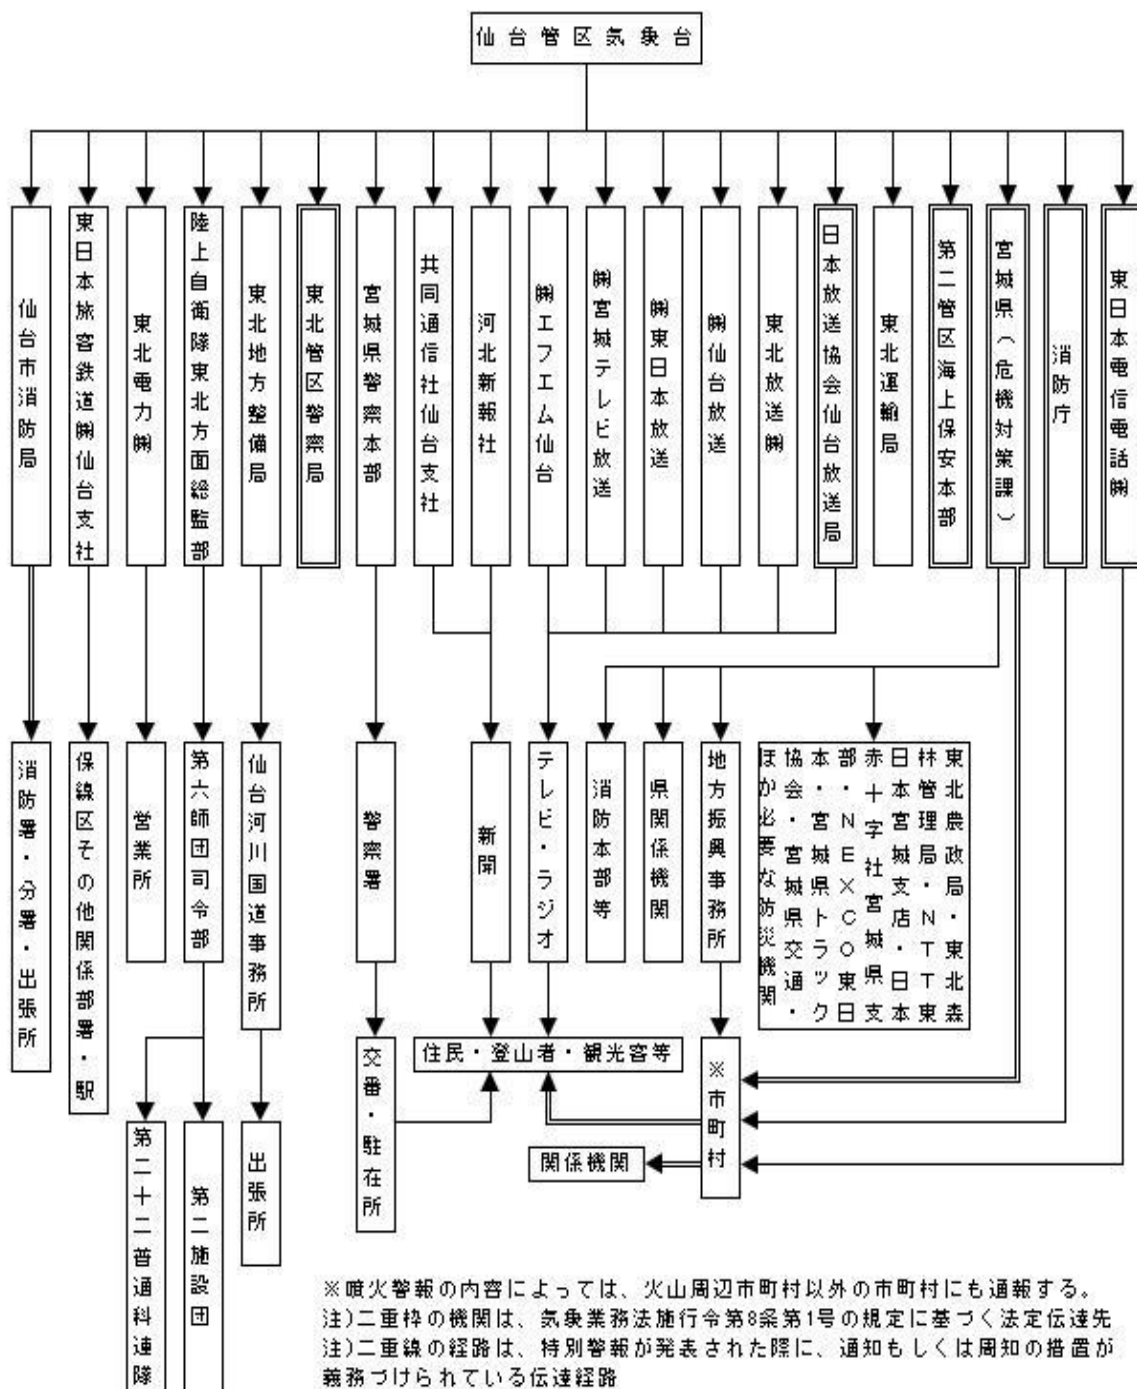 仙台管区気象台
仙台市消防局
東日本旅客鉄道㈱仙台支社
東北電力㈱
陸上自衛隊東北方面総監部
東北地方整備局
東北管区警察局
宮城県警察本部
共同通信社仙台支社
河北新報社
㈱エフエム仙台
㈱宮城テレビ放送
㈱東日本放送
㈱仙台放送
東北放送㈱
日本放送協会仙台放送局
東北運輸局
第二管区海上保安本部
宮城県(危機対策課)
消防庁
東日本電信電話㈱
消防署・分署・出張所
保線区その他関係部署・駅
営業所
第六師団司令部
仙台河川国道事務所
警察署
新聞
テレビ・ラジオ
消防本部等
県関係機関
地方振興事務所
東北農政局・東北森
林管理局・NTT東
日本宮城支店・日本
赤十字社宮城県支
部・NEXCO東日
本・宮城県トラック
協会・宮城県交通・
ほか必要な防災機関
交番・駐在所
住民・登山者・観光客等
※市町村
関係機関
第二十二普通科連隊
第二施設団
出張所
※噴火警報の内容によっては、火山周辺市町村以外の市町村にも通報する。
注)二重枠の機関は、気象業務法施行令第8条第1号の規定に基づく法定伝達先
注)二重線の経路は、特別警報が発表された際に、通知もしくは周知の措置が
義務づけられている伝達経路